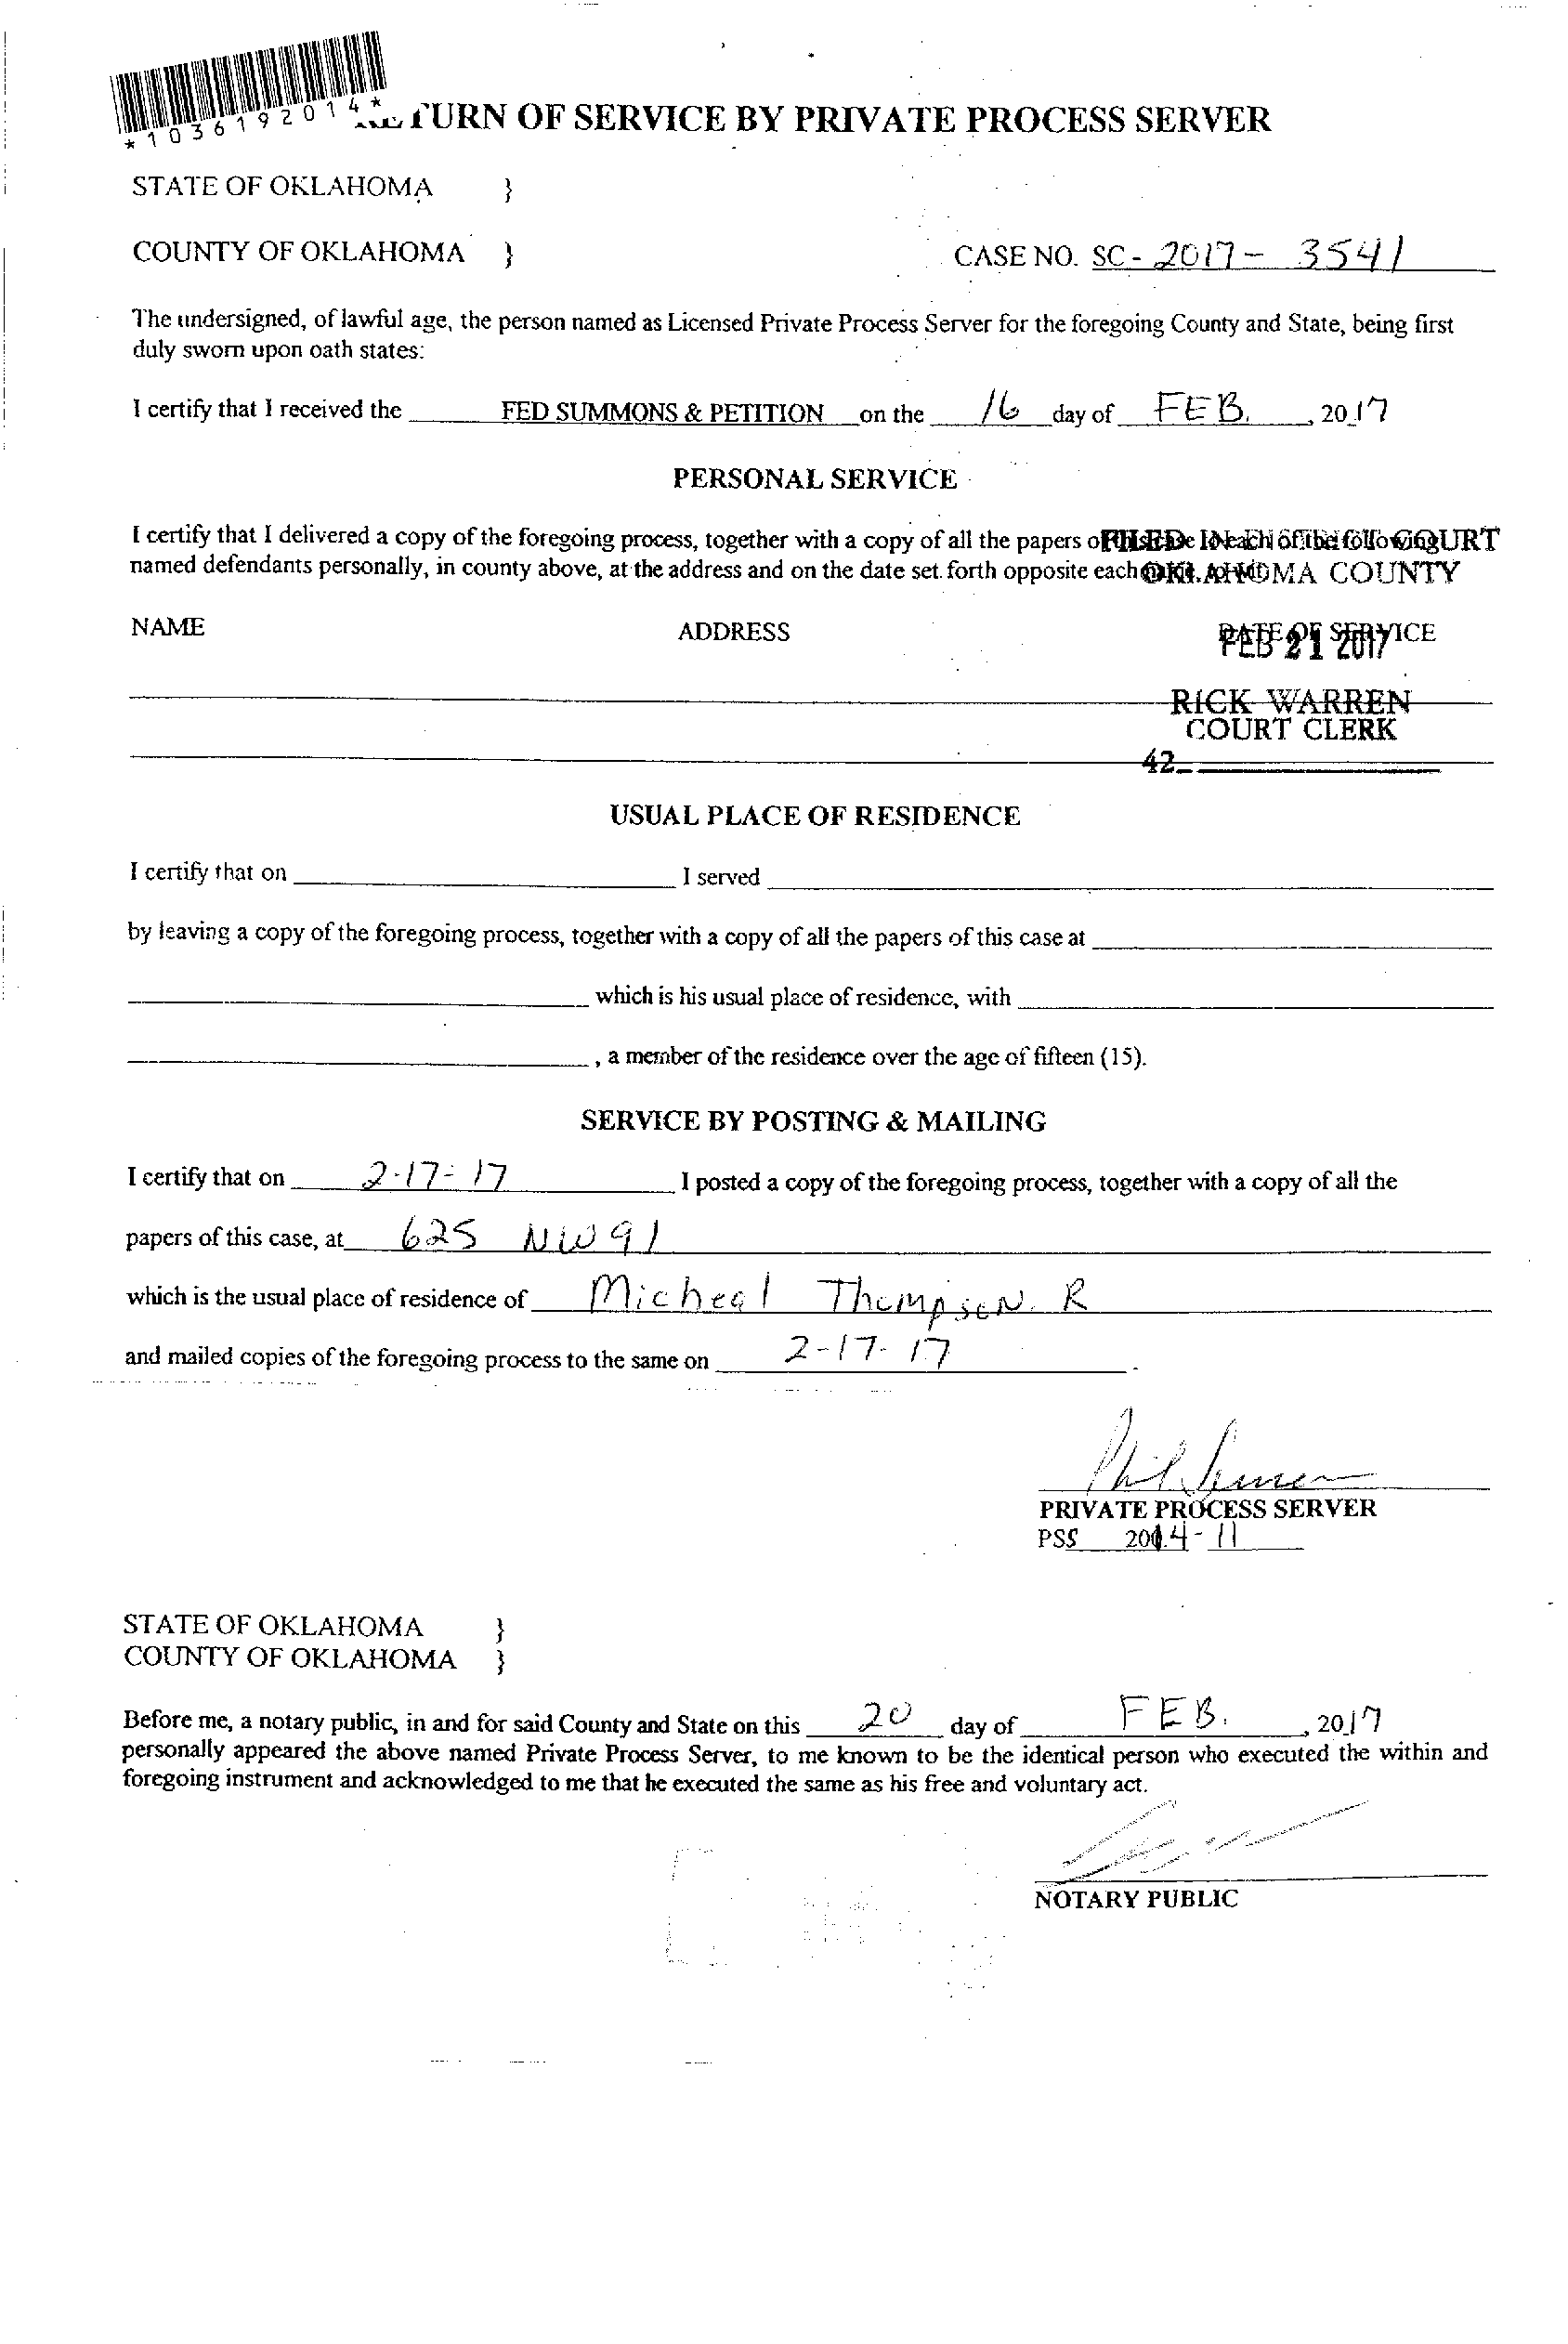 *1036192014*
RETURN OF SERVICE BY PRIVATE PROCESS SERVER
STATE OF OKLAHOMA }
COUNTY OF OKLAHOMA } CASE NO. SC - 2017 - 3541
The undersigned, of lawful age, the person named as Licensed Private Process Server for the foregoing County and State, being first
duly sworn upon oath states:
I certify that I received the FED SUMMONS & PETITION on the 16 day of FEB. , 2017
PERSONAL SERVICE
I certify that I delivered a copy of the foregoing process, together with a copy of all the papers of this case to each of the following
FILED IN COURT
named defendants personally, in county above, at the address and on the date set forth opposite each
OKLAHOMA COUNTY
NAME ADDRESS DATE OF SERVICE
FEB 21 2017
RICK WARREN
COURT CLERK
42
USUAL PLACE OF RESIDENCE
I certify that on I served
by leaving a copy of the foregoing process, together with a copy of all the papers of this case at
which is his usual place of residence, with
, a member of the residence over the age of fifteen (15).
SERVICE BY POSTING & MAILING
I certify that on 2-17-17 I posted a copy of the foregoing process, together with a copy of all the
papers of this case, at 625 NW 91
which is the usual place of residence of Micheal Thompson. R
and mailed copies of the foregoing process to the same on 2-17-17 .
PRIVATE PROCESS SERVER
PSS 2014-11
STATE OF OKLAHOMA }
COUNTY OF OKLAHOMA }
Before me, a notary public, in and for said County and State on this 20 day of FEB. , 2017
personally appeared the above named Private Process Server, to me known to be the identical person who executed the within and
foregoing instrument and acknowledged to me that he executed the same as his free and voluntary act.
NOTARY PUBLIC